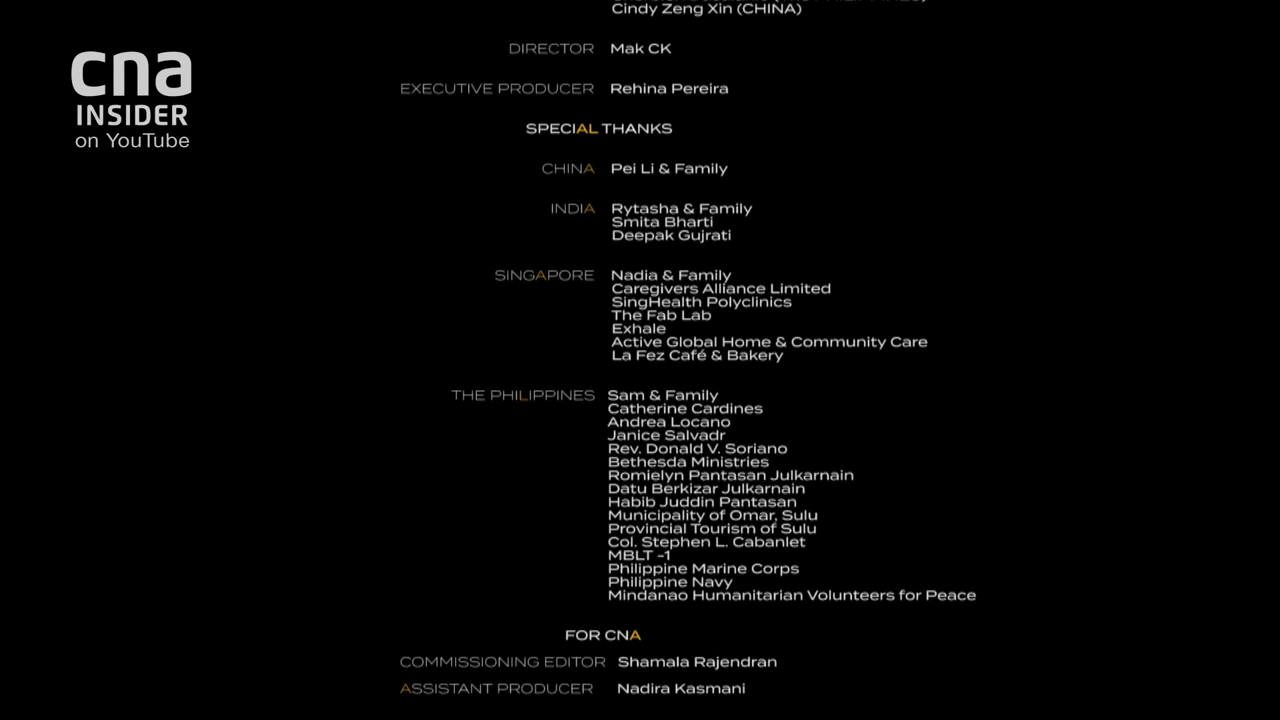 cna
INSIDER
on YouTube
Cindy Zeng Xin (CHINA)
DIRECTOR Mak CK
EXECUTIVE PRODUCER Rehina Pereira
SPECIAL THANKS
CHINA Pei Li & Family
INDIA Rytasha & Family
Smita Bharti
Deepak Gujrati
SINGAPORE Nadia & Family
Caregivers Alliance Limited
SingHealth Polyclinics
The Fab Lab
Exhale
Active Global Home & Community Care
La Fez Café & Bakery
THE PHILIPPINES Sam & Family
Catherine Cardines
Andrea Locano
Janice Salvadr
Rev. Donald V. Soriano
Bethesda Ministries
Romielyn Pantasan Julkarnain
Datu Berkizar Julkarnain
Habib Juddin Pantasan
Municipality of Omar, Sulu
Provincial Tourism of Sulu
Col. Stephen L. Cabanlet
MBLT -1
Philippine Marine Corps
Philippine Navy
Mindanao Humanitarian Volunteers for Peace
FOR CNA
COMMISSIONING EDITOR Shamala Rajendran
ASSISTANT PRODUCER Nadira Kasmani